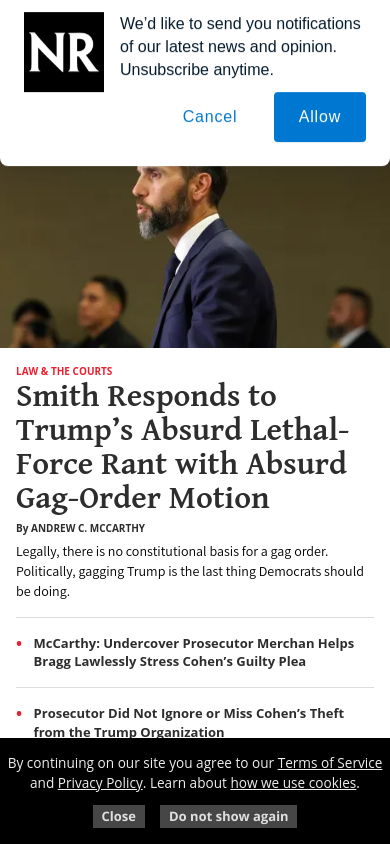 NR
We’d like to send you notifications
of our latest news and opinion.
Unsubscribe anytime.
Cancel
Allow
LAW & THE COURTS
Smith Responds to
Trump’s Absurd Lethal-
Force Rant with Absurd
Gag-Order Motion
By ANDREW C. MCCARTHY
Legally, there is no constitutional basis for a gag order.
Politically, gagging Trump is the last thing Democrats should
be doing.
• McCarthy: Undercover Prosecutor Merchan Helps
Bragg Lawlessly Stress Cohen’s Guilty Plea
• Prosecutor Did Not Ignore or Miss Cohen’s Theft
from the Trump Organization
By continuing on our site you agree to our Terms of Service
and Privacy Policy. Learn about how we use cookies.
Close
Do not show again